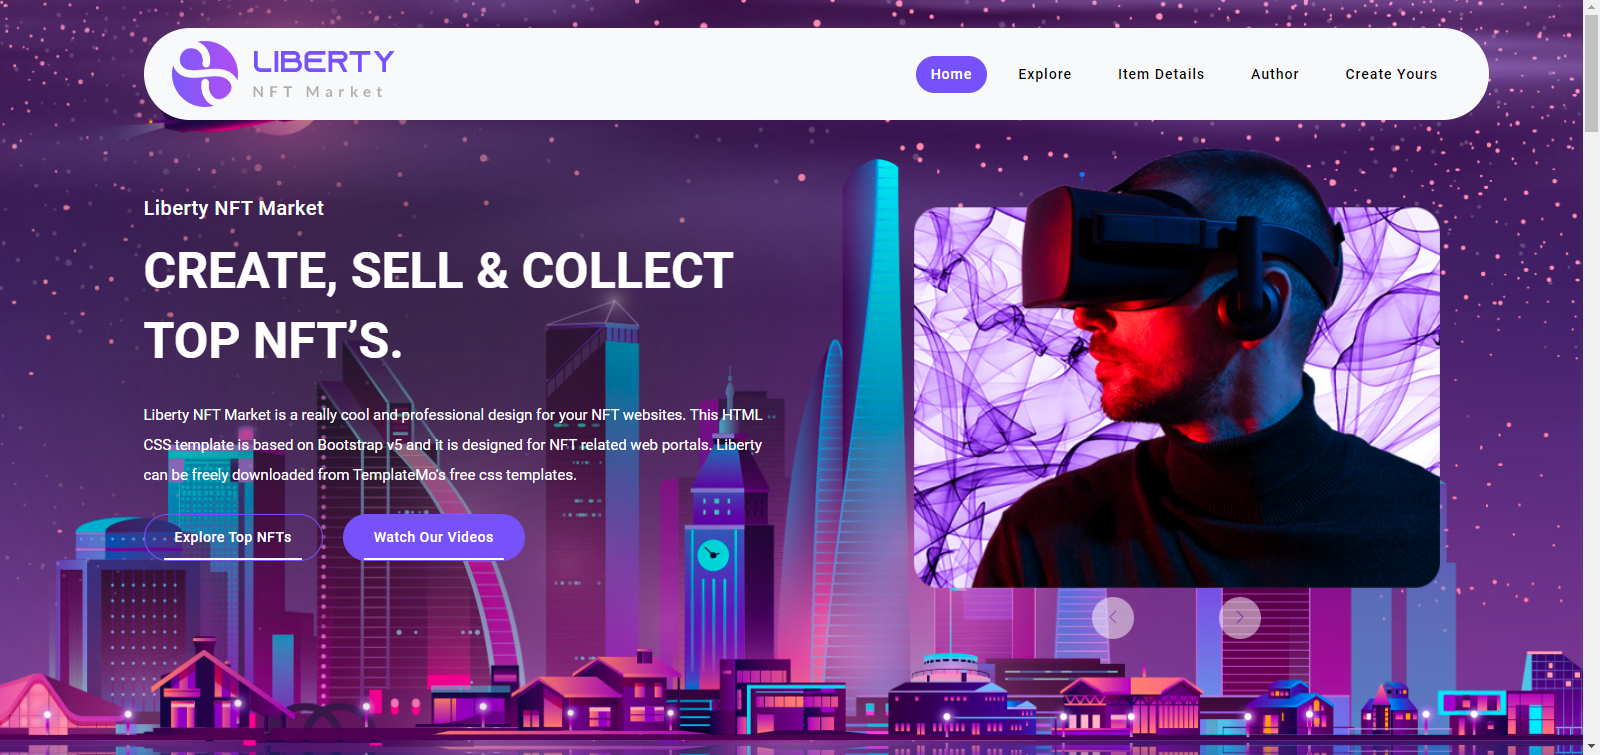 LIBERTY
NFT Market
Home
Explore
Item Details
Author
Create Yours
Liberty NFT Market
CREATE, SELL & COLLECT
TOP NFT’S.
Liberty NFT Market is a really cool and professional design for your NFT websites. This HTML
CSS template is based on Bootstrap v5 and it is designed for NFT related web portals. Liberty
can be freely downloaded from TemplateMo's free css templates.
Explore Top NFTs
Watch Our Videos